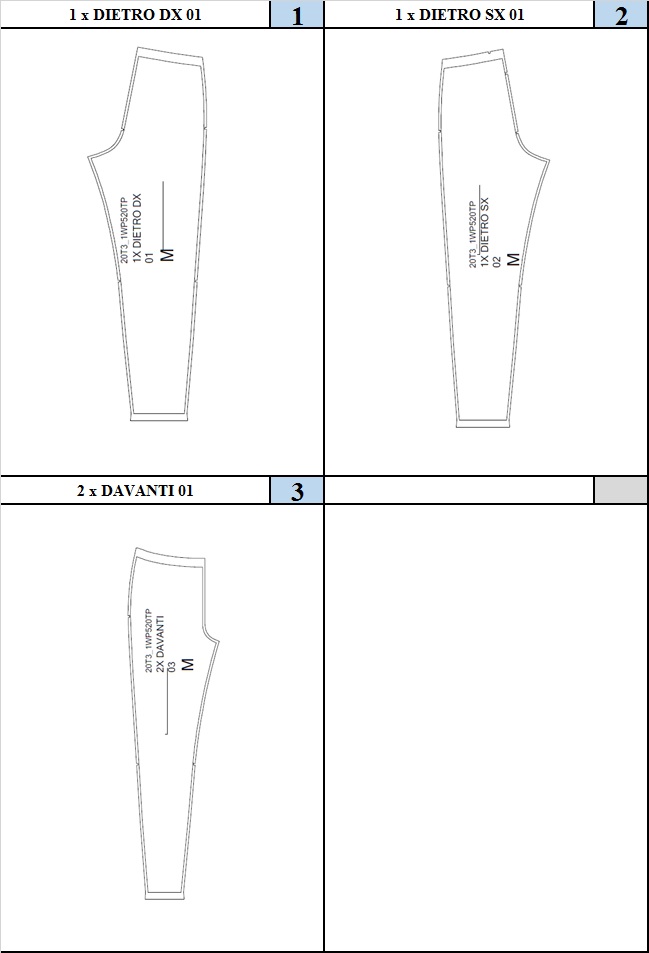 1 x DIETRO DX 01
1
1 x DIETRO SX 01
2
20T3_1WP520TP
1X DIETRO DX
01
M
20T3_1WP520TP
1X DIETRO SX
02
M
2 x DAVANTI 01
3
20T3_1WP520TP
2X DAVANTI
03
M